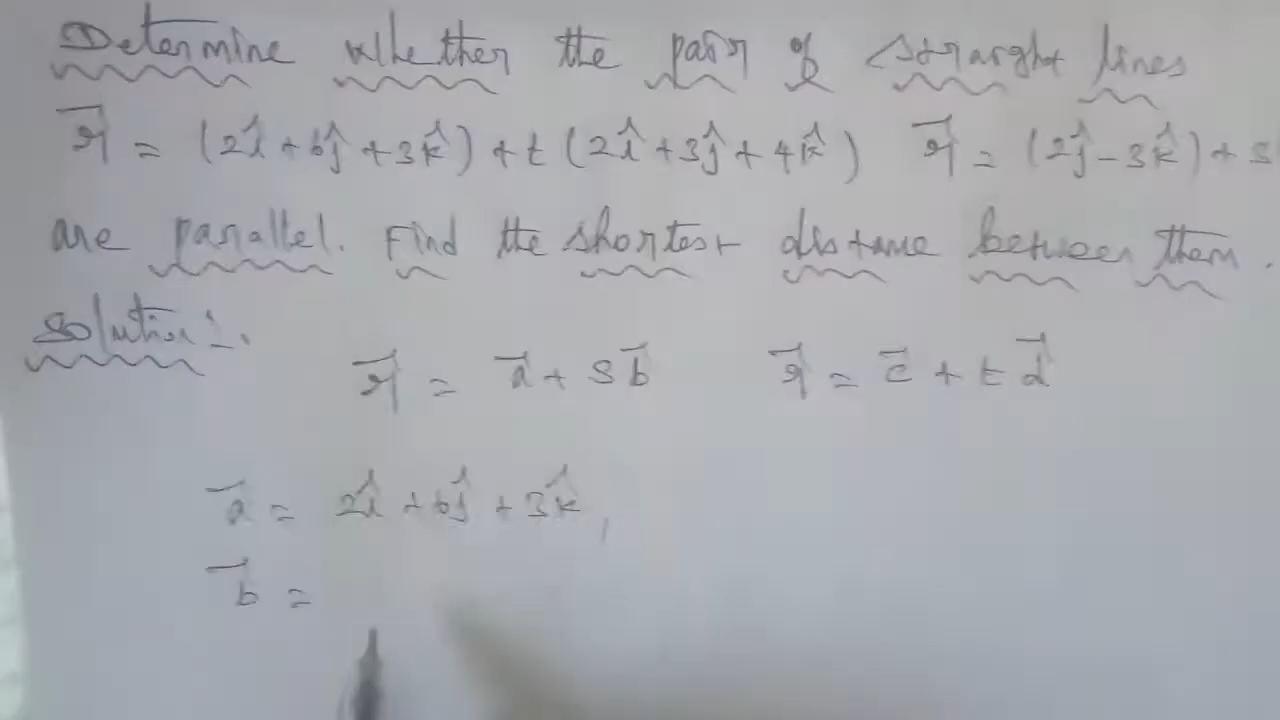 Determine whether the pair of straight lines
r⃗ = (2î + 6ĵ + 3k̂) + t (2î + 3ĵ + 4k̂) r⃗ = (2ĵ - 3k̂) + s
are parallel. Find the shortest distance between them.
Solution:-
r⃗ = a⃗ + s b⃗ r⃗ = c⃗ + t d⃗
a⃗ = 2î + 6ĵ + 3k̂,
b⃗ =